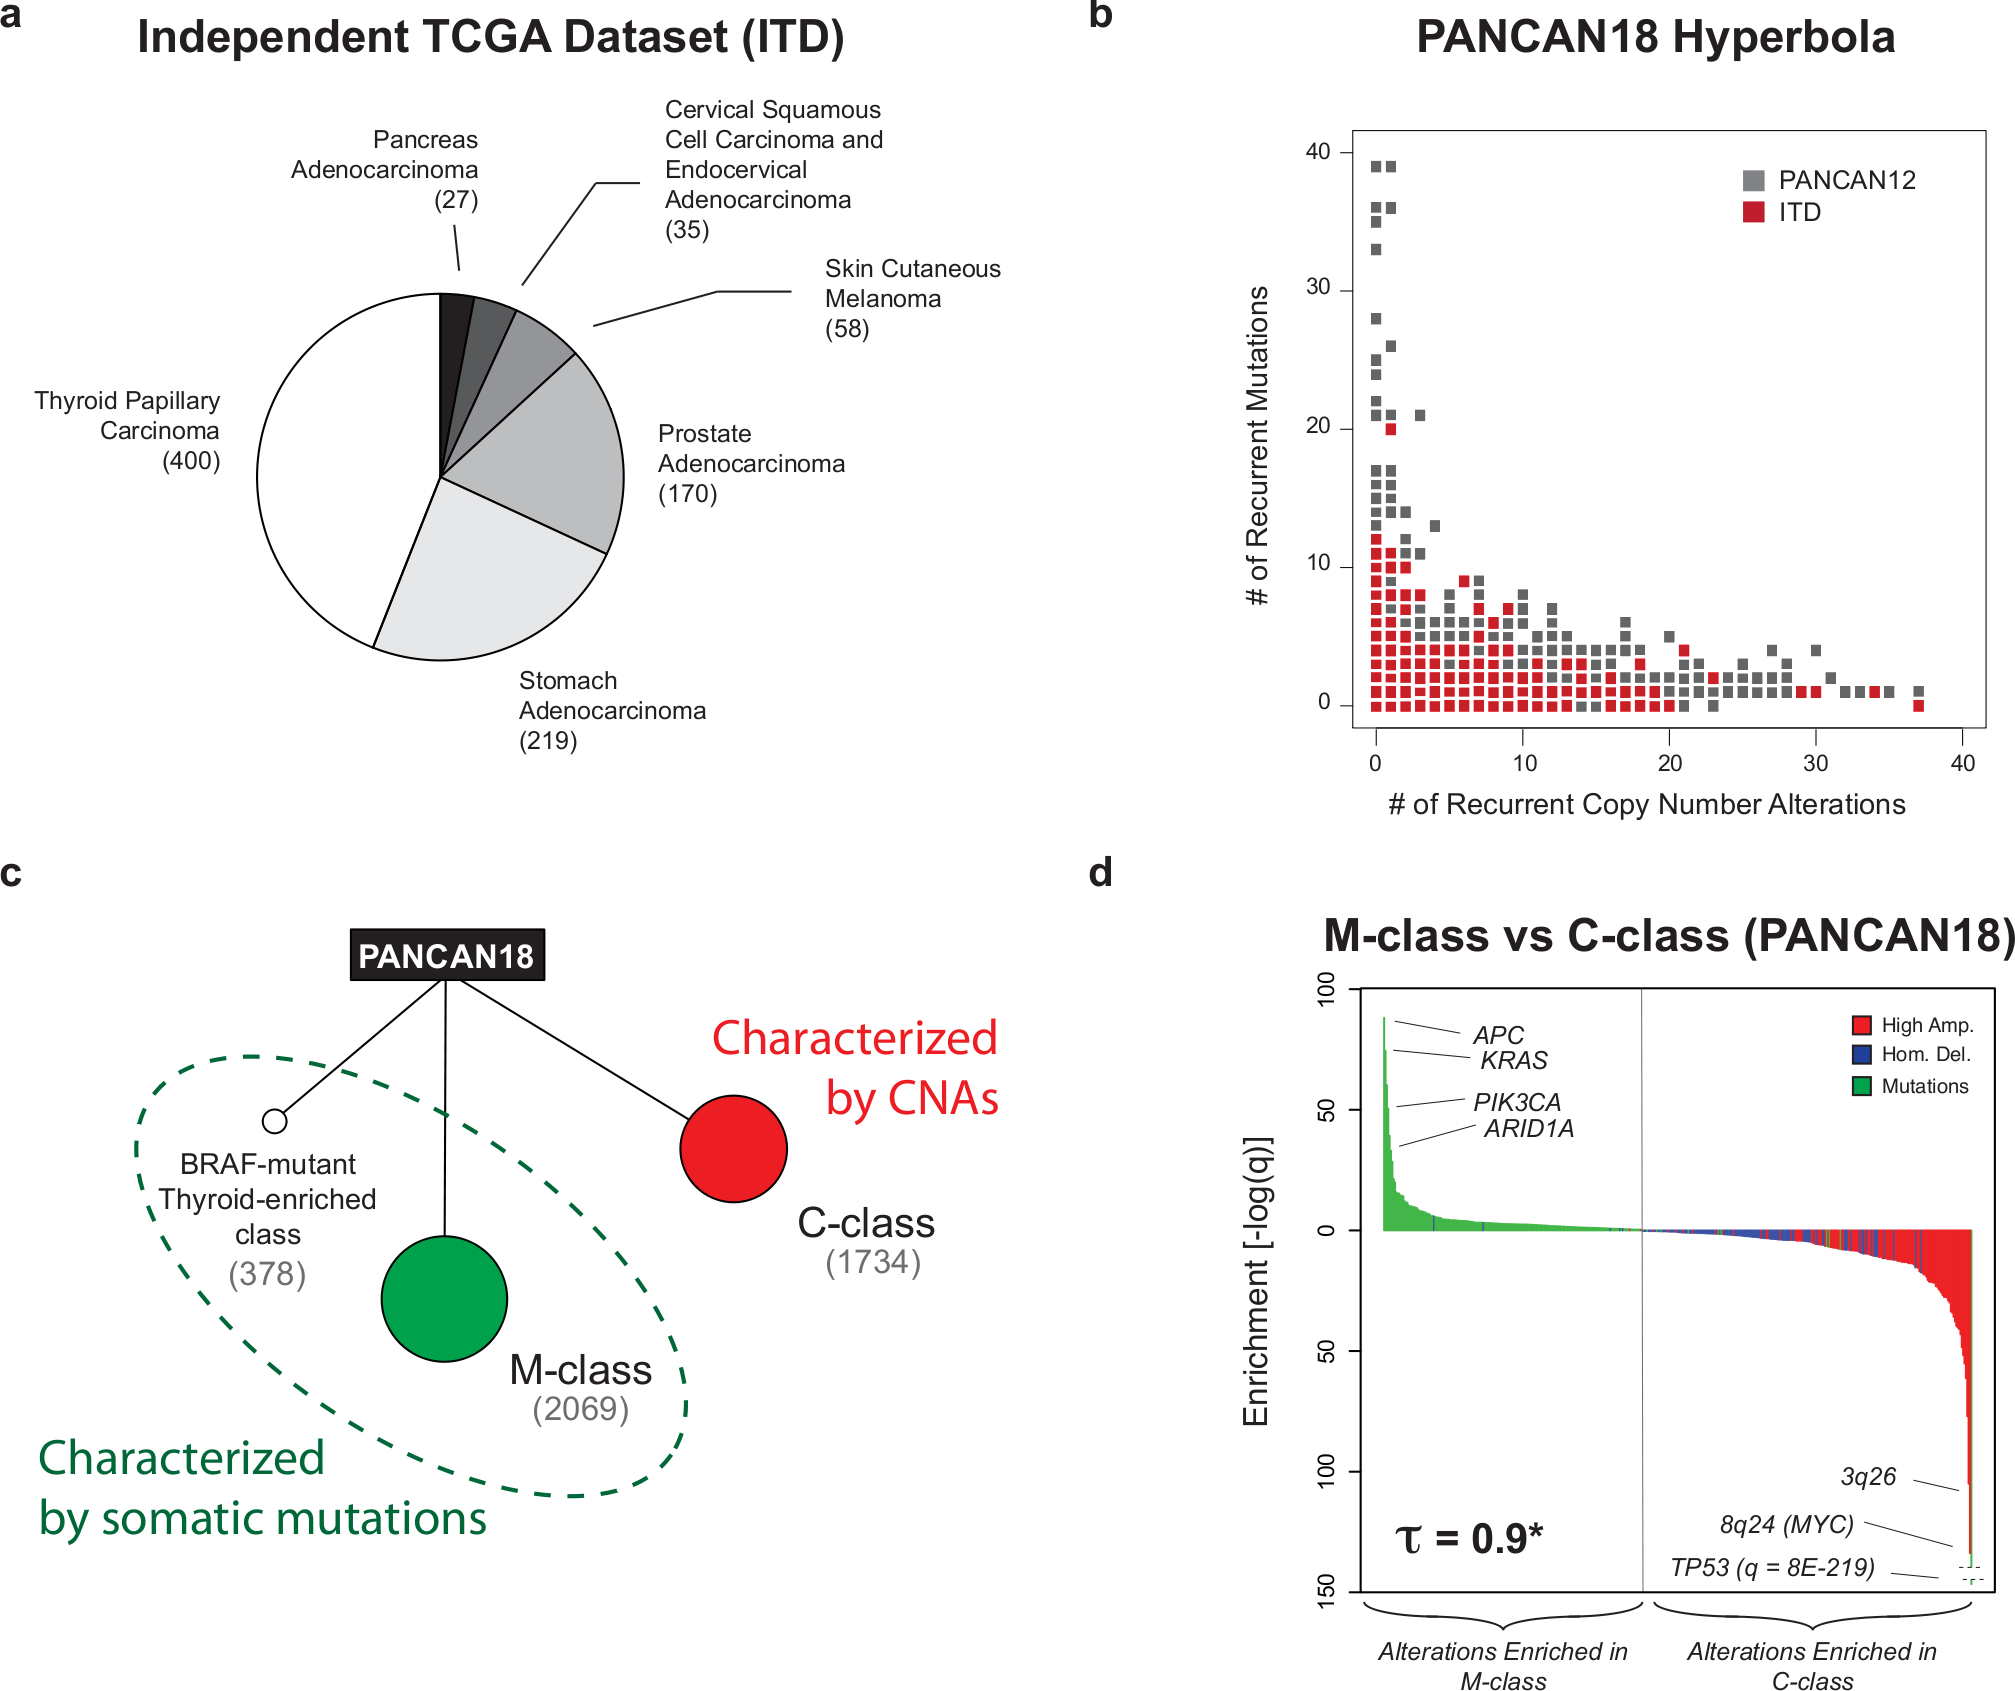 a
Independent TCGA Dataset (ITD)
Pancreas
Adenocarcinoma
(27)
Cervical Squamous
Cell Carcinoma and
Endocervical
Adenocarcinoma
(35)
Skin Cutaneous
Melanoma
(58)
Thyroid Papillary
Carcinoma
(400)
Prostate
Adenocarcinoma
(170)
Stomach
Adenocarcinoma
(219)
b
PANCAN18 Hyperbola
PANCAN12
ITD
# of Recurrent Mutations
40
30
20
10
0
0 10 20 30 40
# of Recurrent Copy Number Alterations
c
PANCAN18
Characterized
by CNAs
BRAF-mutant
Thyroid-enriched
class
(378)
C-class
(1734)
M-class
(2069)
Characterized
by somatic mutations
d
M-class vs C-class (PANCAN18)
Enrichment [-log(q)]
100
50
0
50
100
150
High Amp.
Hom. Del.
Mutations
APC
KRAS
PIK3CA
ARID1A
3q26
8q24 (MYC)
TP53 (q = 8E-219)
τ = 0.9*
Alterations Enriched in
M-class
Alterations Enriched in
C-class